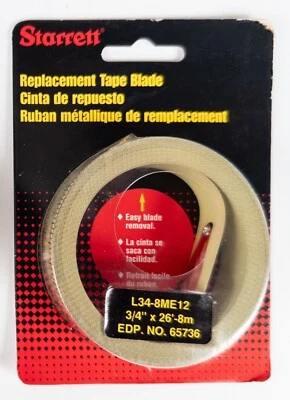 Starrett
Replacement Tape Blade
Cinta de repuesto
Ruban métallique de remplacement
Easy blade
removal.
La cinta se
saca con
facilidad.
Retrait facile
du ruban.
L34-8ME12
3/4" x 26'-8m
EDP. NO. 65736